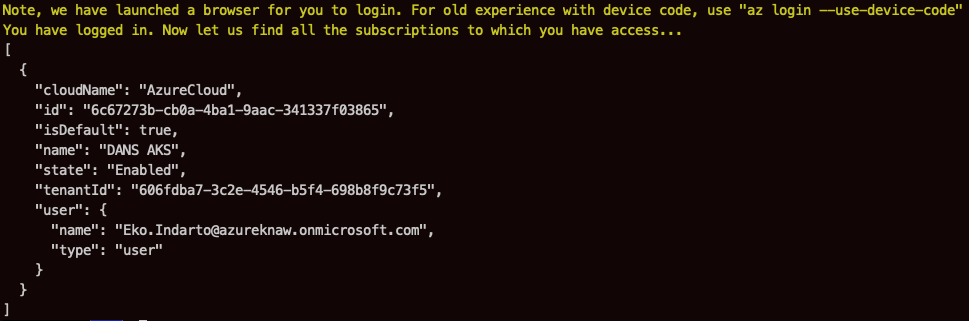 Note, we have launched a browser for you to login. For old experience with device code, use "az login --use-device-code"
You have logged in. Now let us find all the subscriptions to which you have access...
[
  {
    "cloudName": "AzureCloud",
    "id": "6c67273b-cb0a-4ba1-9aac-341337f03865",
    "isDefault": true,
    "name": "DANS AKS",
    "state": "Enabled",
    "tenantId": "606fdba7-3c2e-4546-b5f4-698b8f9c73f5",
    "user": {
      "name": "Eko.Indarto@azureknaw.onmicrosoft.com",
      "type": "user"
    }
  }
]